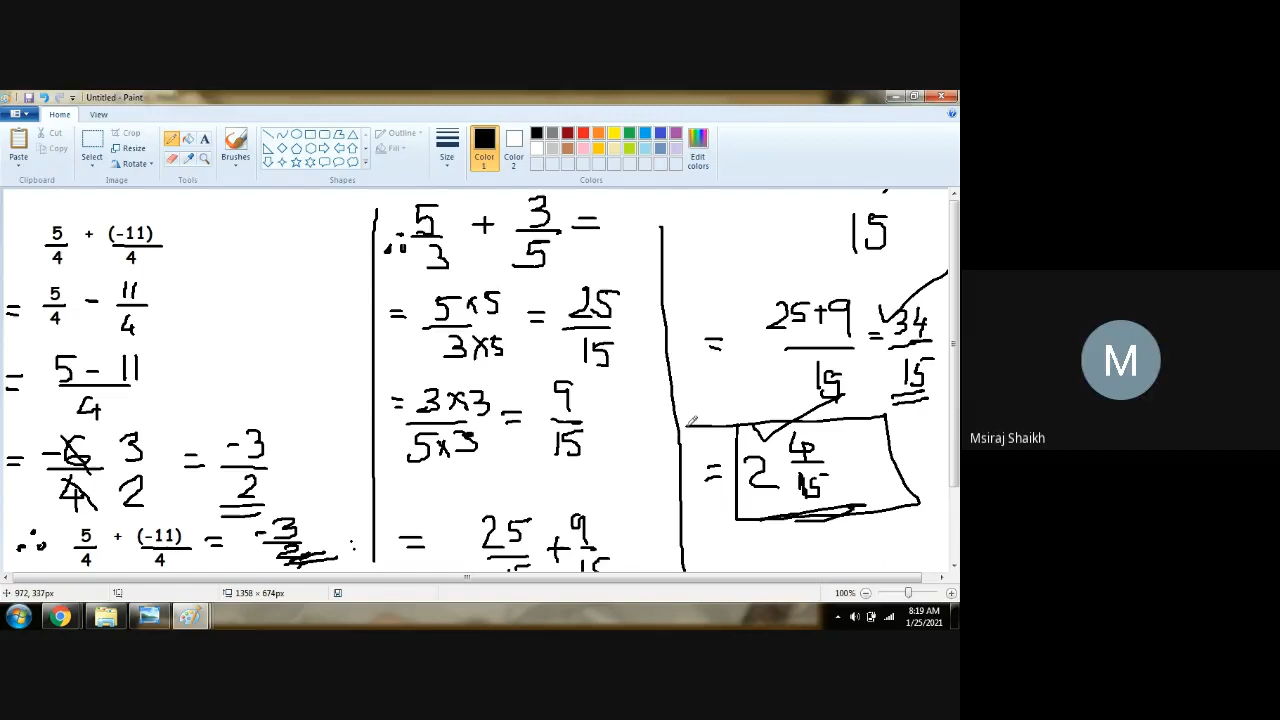 Untitled - Paint
Home View
Paste
Cut
Copy
Clipboard
Select
Crop
Resize
Rotate
Image
A
Tools
Brushes
Shapes
Outline
Fill
Size
Color 1
Color 2
Edit colors
Colors
5/4 + (-11)/4
= 5/4 - 11/4
= 5 - 11/4
= -6/4 3/2 = -3/2
∴ 5/4 + (-11)/4 = -3/2
∴ 5/3 + 3/5 =
= 5×5/3×5 = 25/15
= 3×3/5×3 = 9/15
= 25/15 + 9/15
15
= 25+9/15 = 34/15
= 2 4/15
972, 337px
1358 × 674px
100%
8:19 AM
1/25/2021
M
Msiraj Shaikh